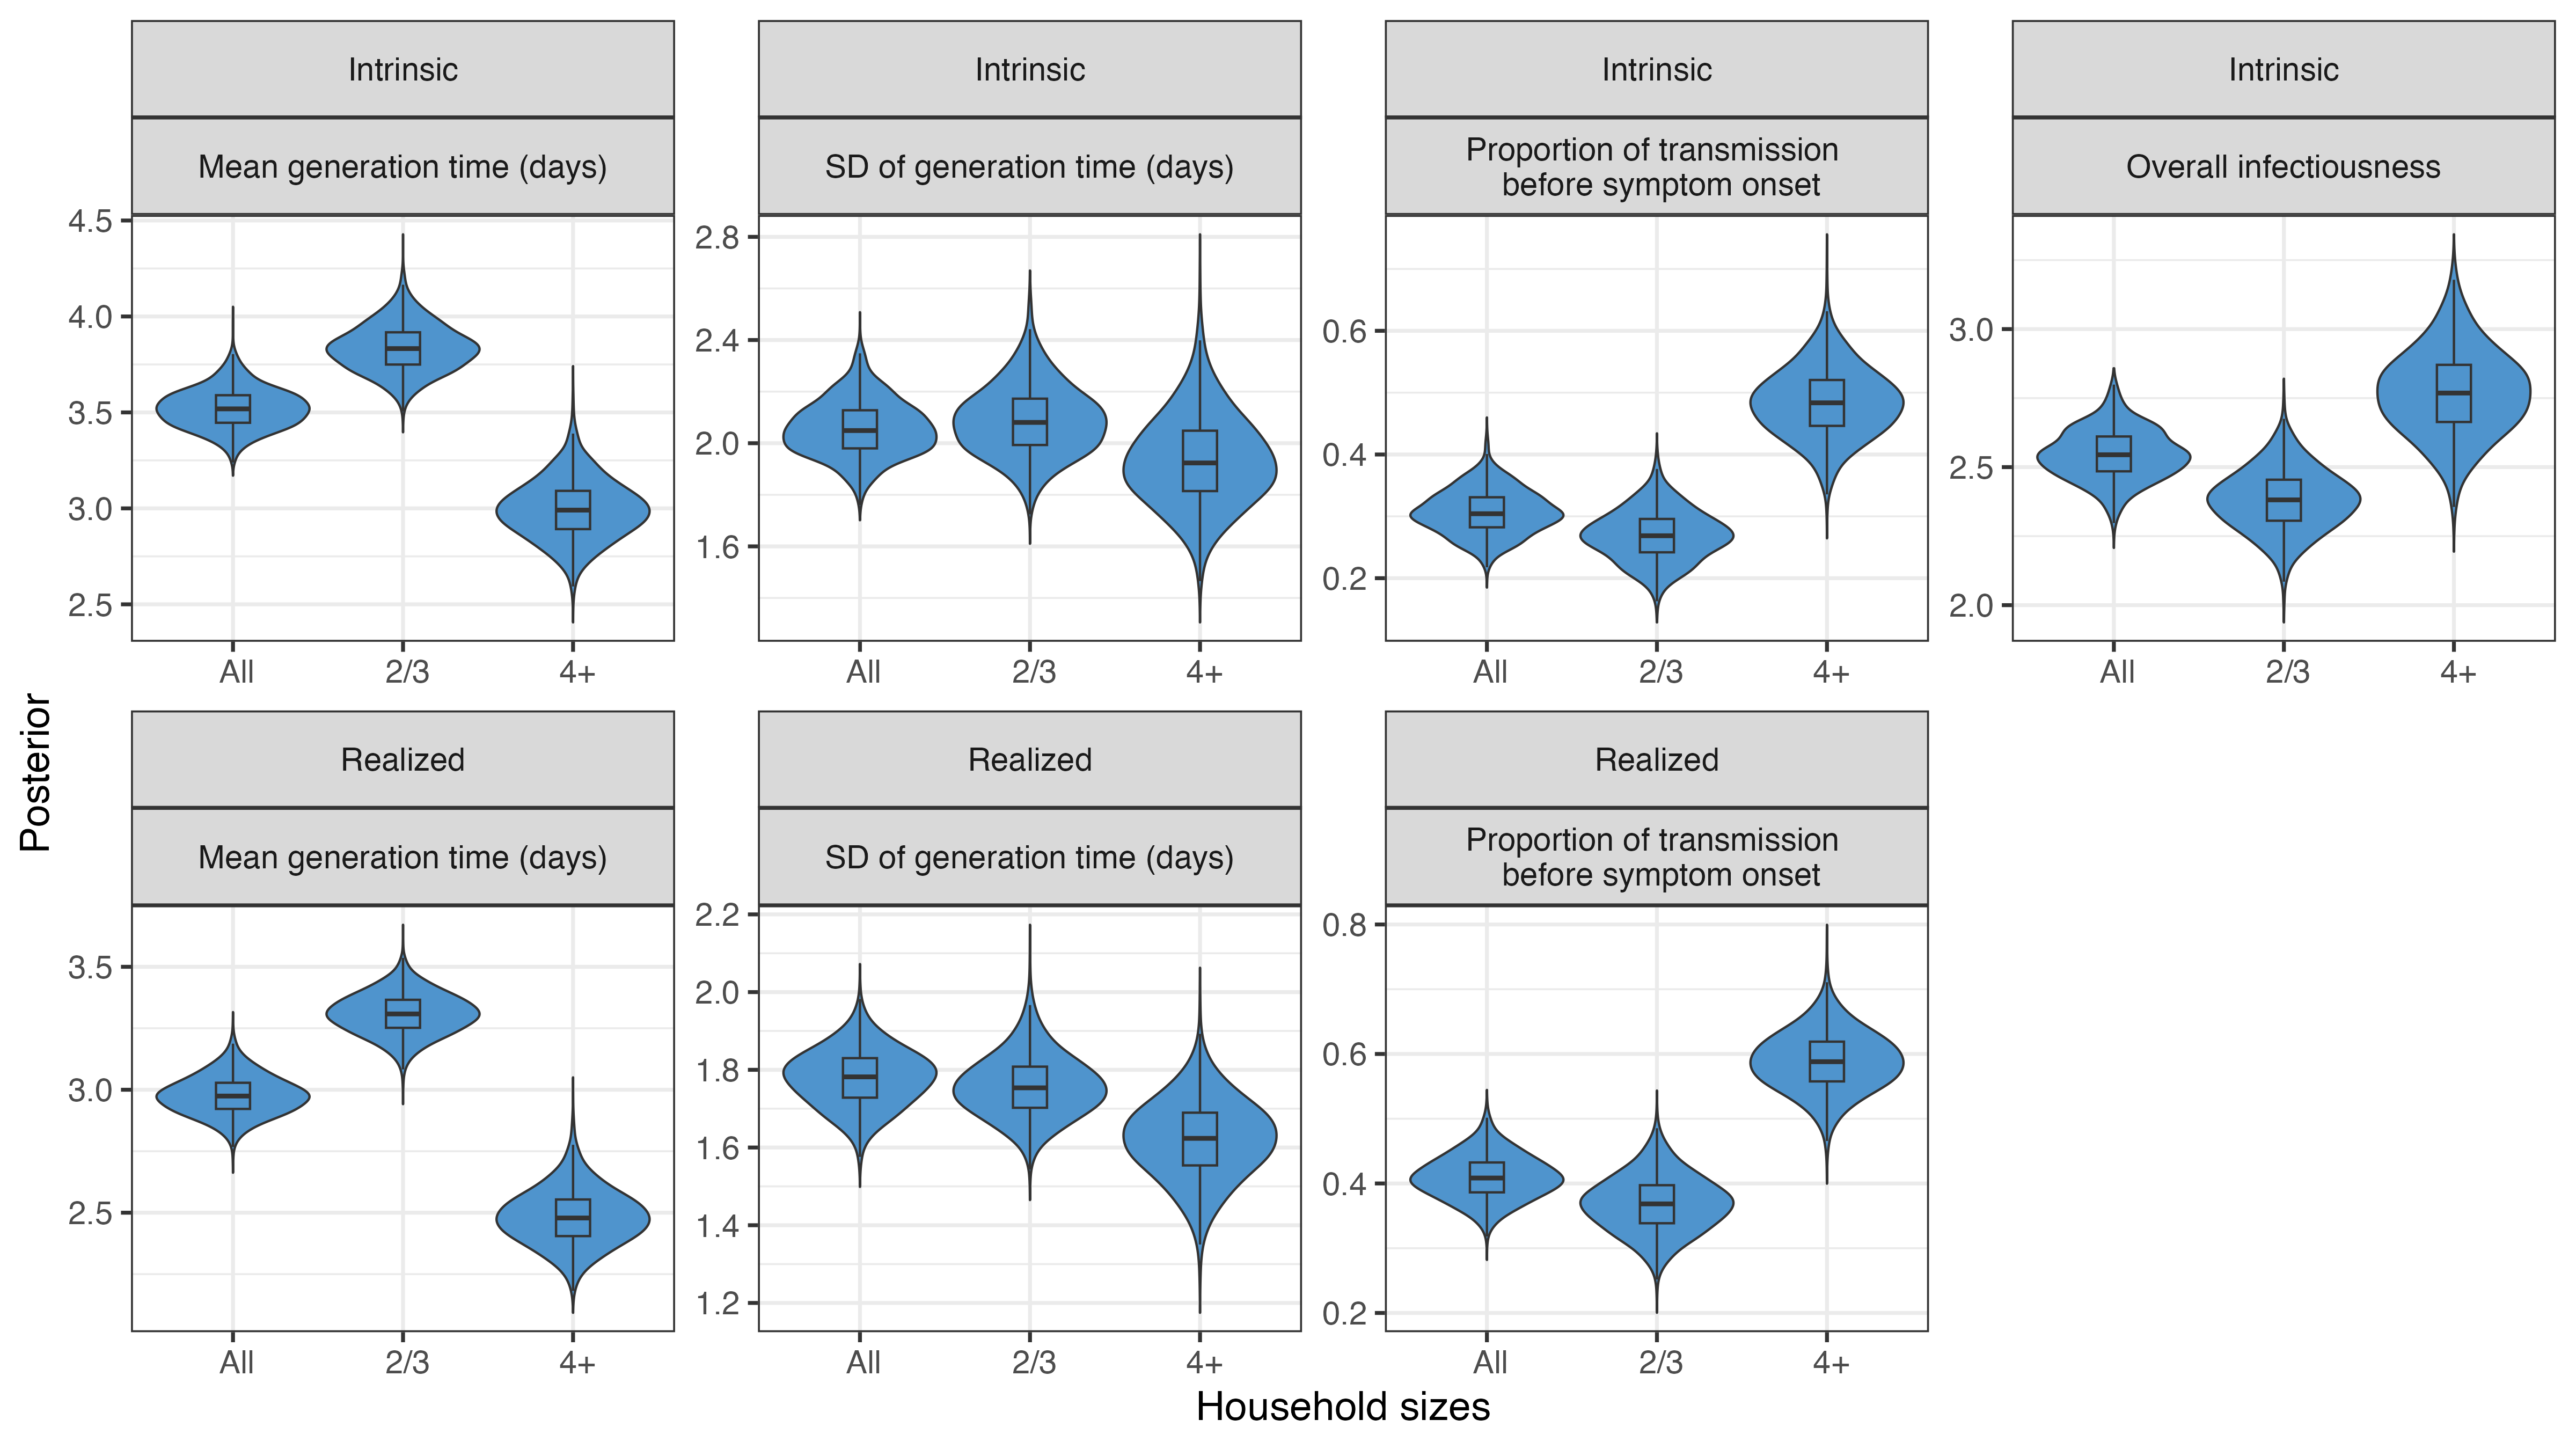 Intrinsic
Intrinsic
Intrinsic
Intrinsic
Mean generation time (days)
SD of generation time (days)
Proportion of transmission
before symptom onset
Overall infectiousness
4.5
4.0
3.5
3.0
2.5
2.8
2.4
2.0
1.6
0.6
0.4
0.2
3.0
2.5
2.0
All
2/3
4+
All
2/3
4+
All
2/3
4+
All
2/3
4+
Posterior
Realized
Realized
Realized
Mean generation time (days)
SD of generation time (days)
Proportion of transmission
before symptom onset
3.5
3.0
2.5
2.2
2.0
1.8
1.6
1.4
1.2
0.8
0.6
0.4
0.2
All
2/3
4+
All
2/3
4+
All
2/3
4+
Household sizes